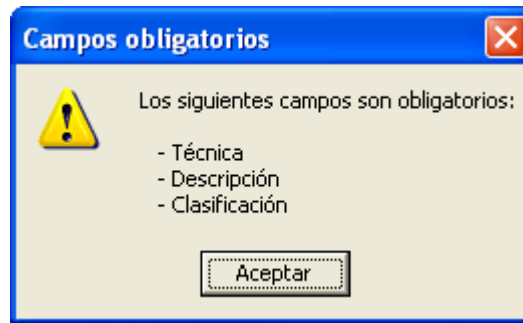 Campos obligatorios
Los siguientes campos son obligatorios:
- Técnica
- Descripción
- Clasificación
Aceptar